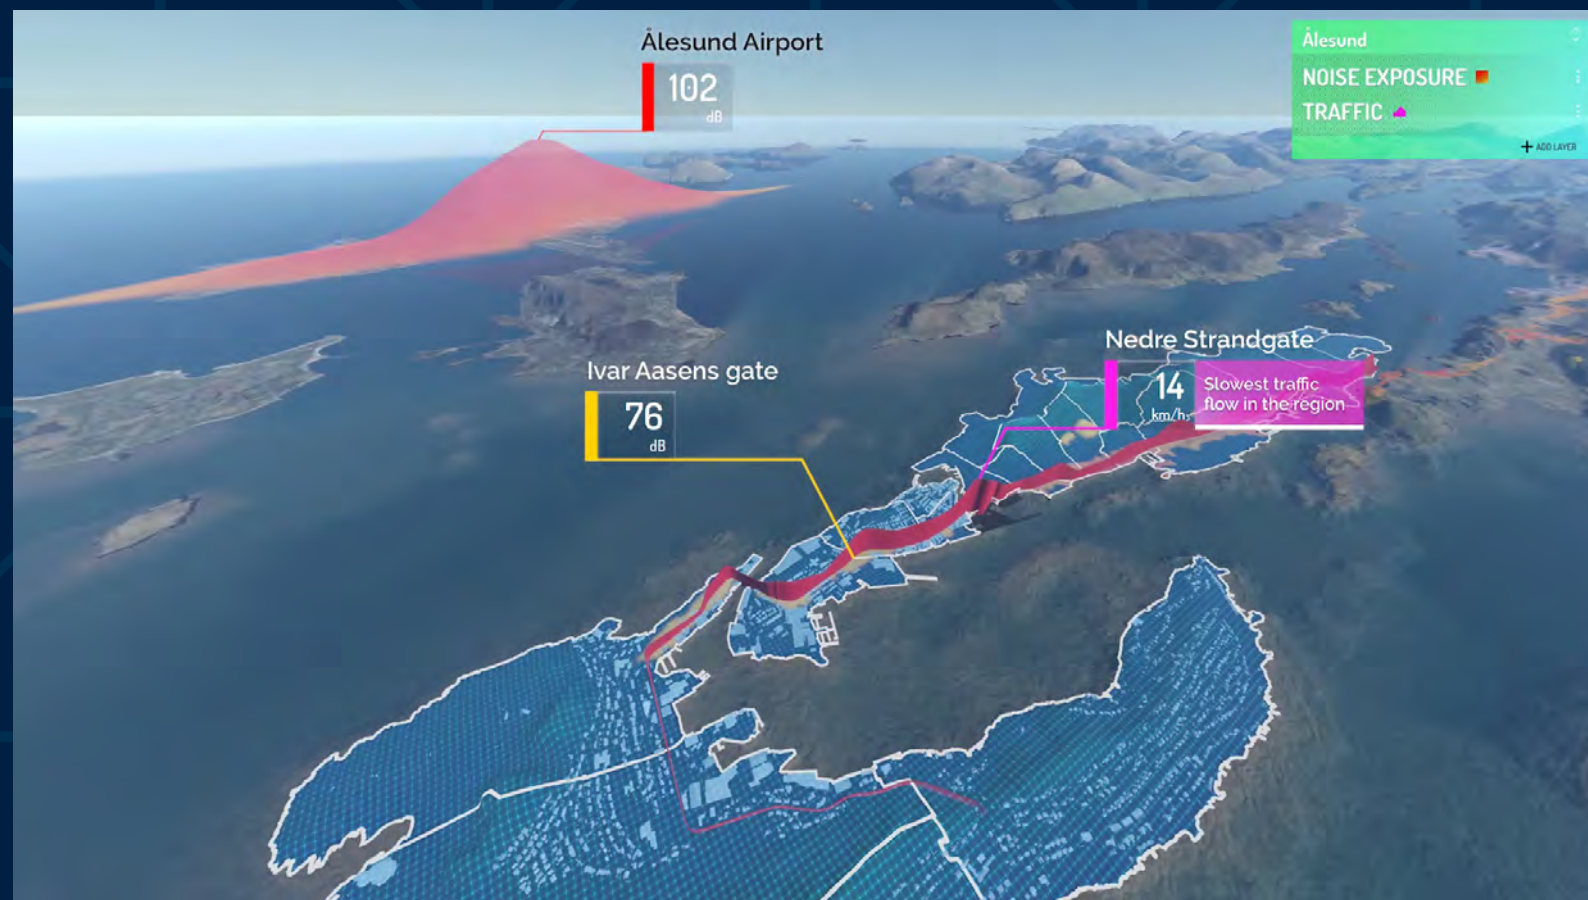 Ålesund Airport
102
dB
Ålesund
NOISE EXPOSURE
TRAFFIC
+ ADD LAYER
Ivar Aasens gate
76
dB
Nedre Strandgate
14
km/h
Slowest traffic
flow in the region